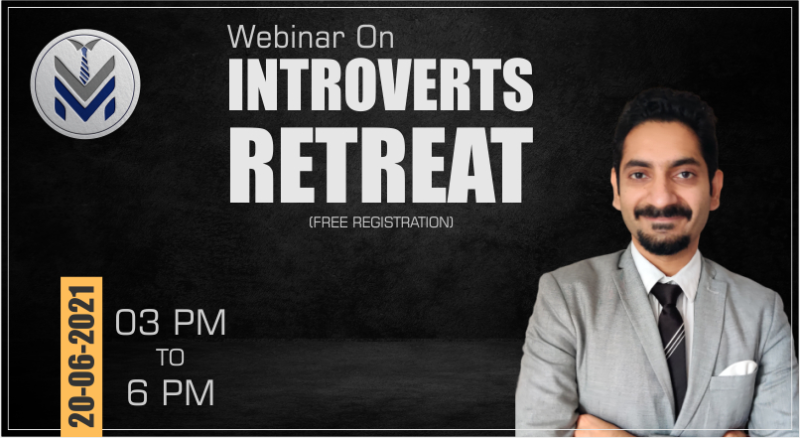 Webinar On
INTROVERTS
RETREAT
(FREE REGISTRATION)
20-06-2021
03 PM
TO
6 PM